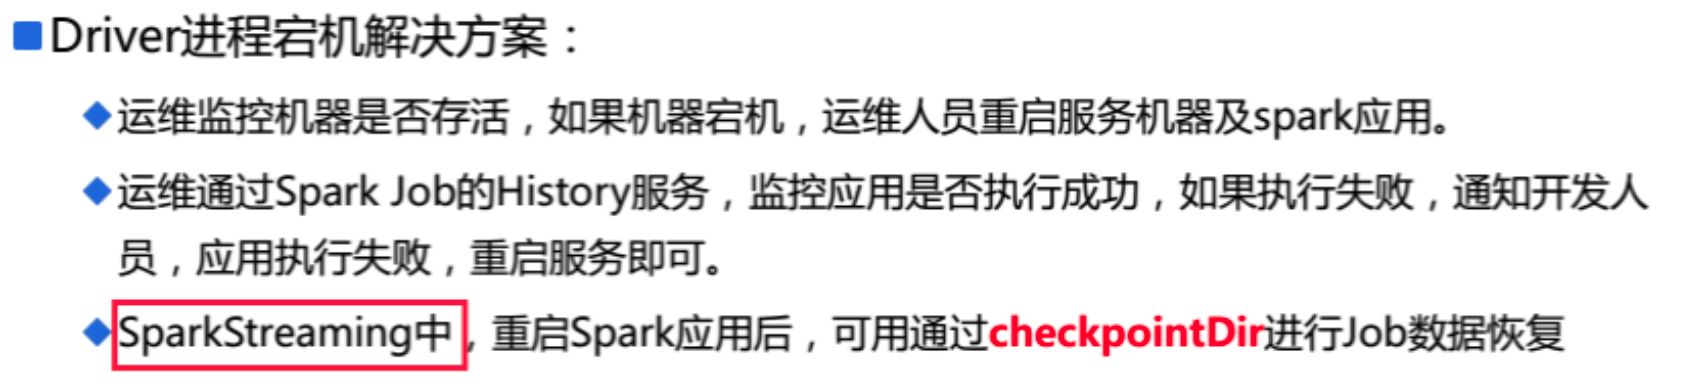 Driver进程宕机解决方案：
运维监控机器是否存活，如果机器宕机，运维人员重启服务机器及spark应用。
运维通过Spark Job的History服务，监控应用是否执行成功，如果执行失败，通知开发人
员，应用执行失败，重启服务即可。
SparkStreaming中，重启Spark应用后，可用通过checkpointDir进行Job数据恢复